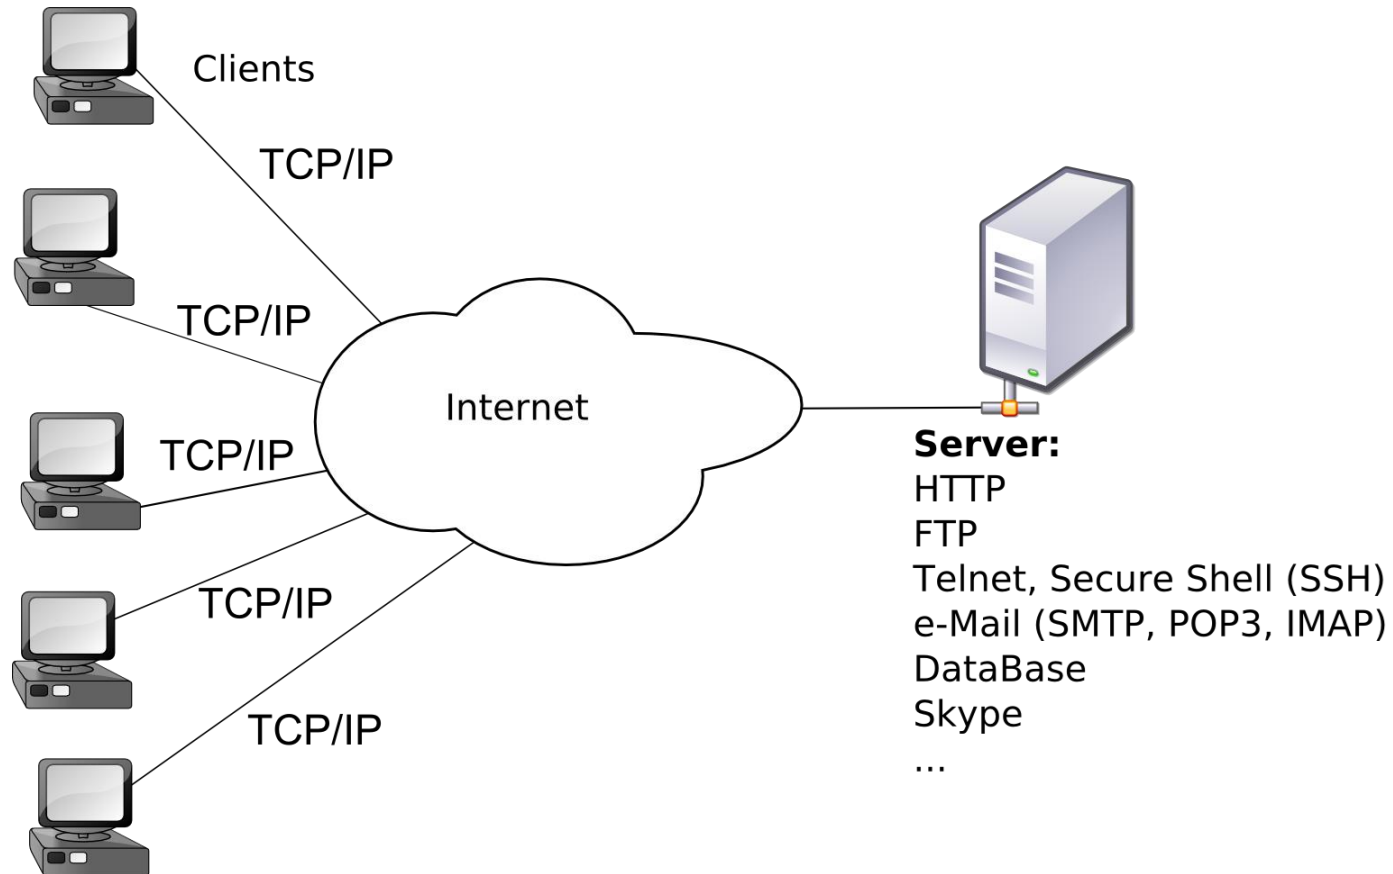 Clients
TCP/IP
TCP/IP
Internet
TCP/IP
TCP/IP
TCP/IP
Server:
HTTP
FTP
Telnet, Secure Shell (SSH)
e-Mail (SMTP, POP3, IMAP)
DataBase
Skype
...